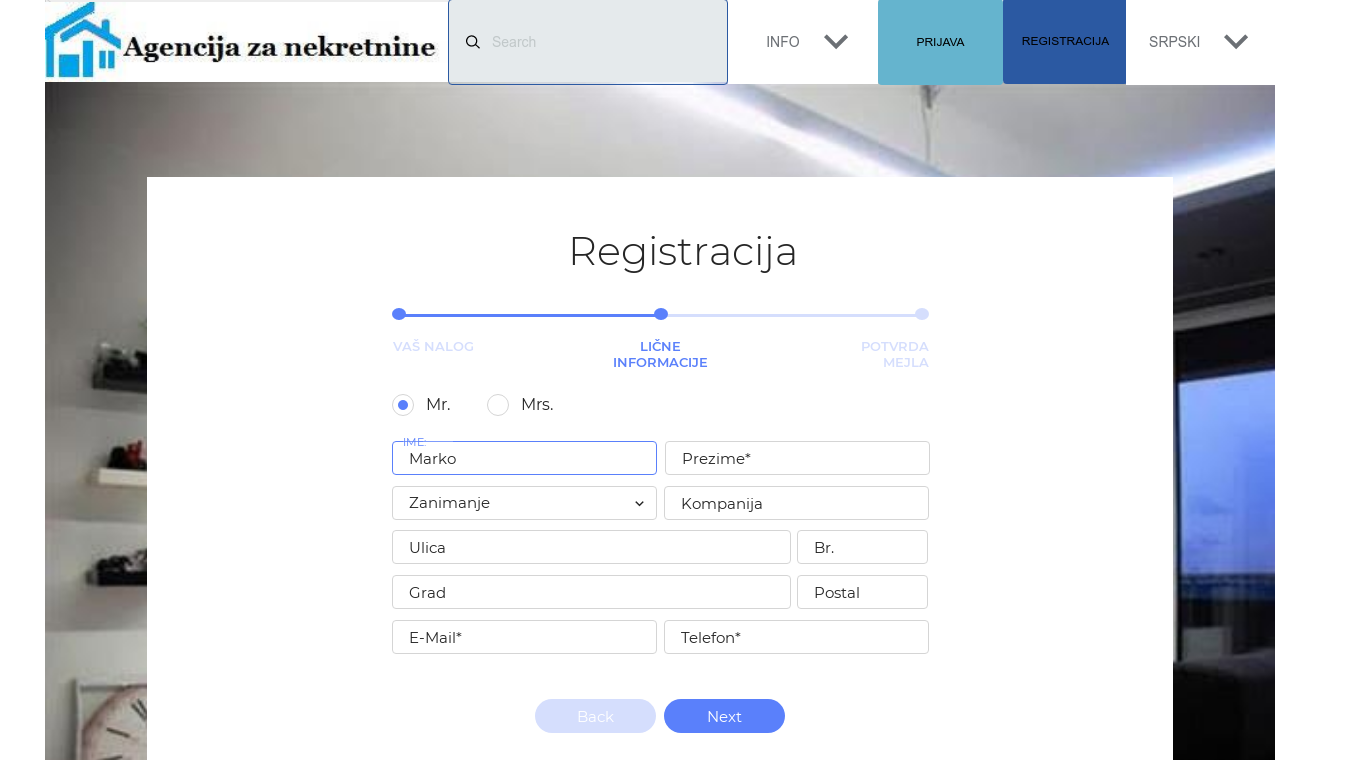 Agencija za nekretnine
Search
INFO
PRIJAVA
REGISTRACIJA
SRPSKI
Registracija
VAŠ NALOG
LIČNE
INFORMACIJE
POTVRDA
MEJLA
Mr.
Mrs.
IME:
Marko
Prezime*
Zanimanje
Kompanija
Ulica
Br.
Grad
Postal
E-Mail*
Telefon*
Back
Next